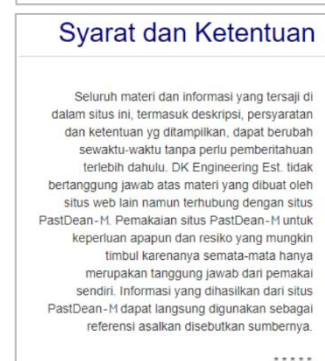 Syarat dan Ketentuan
Seluruh materi dan informasi yang tersaji di
dalam situs ini, termasuk deskripsi, persyaratan
dan ketentuan yg ditampilkan, dapat berubah
sewaktu-waktu tanpa perlu pemberitahuan
terlebih dahulu. DK Engineering Est. tidak
bertanggung jawab atas materi yang dibuat oleh
situs web lain namun terhubung dengan situs
PastDean-M. Pemakaian situs PastDean-M untuk
keperluan apapun dan resiko yang mungkin
timbul karenanya semata-mata hanya
merupakan tanggung jawab dari pemakai
sendiri. Informasi yang dihasilkan dari situs
PastDean-M dapat langsung digunakan sebagai
referensi asalkan disebutkan sumbernya.
*****